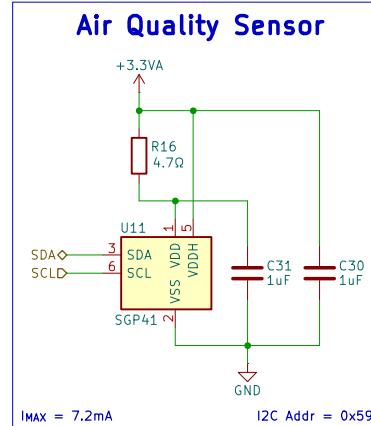 Air Quality Sensor
+3.3VA
R16
4.7Ω
U11
1
5
SDA
3
SDA
VDD
VDDH
SCL
6
SCL
VSS
C31
1uF
C30
1uF
SGP41
2
GND
IMAX = 7.2mA
I2C Addr = 0x59